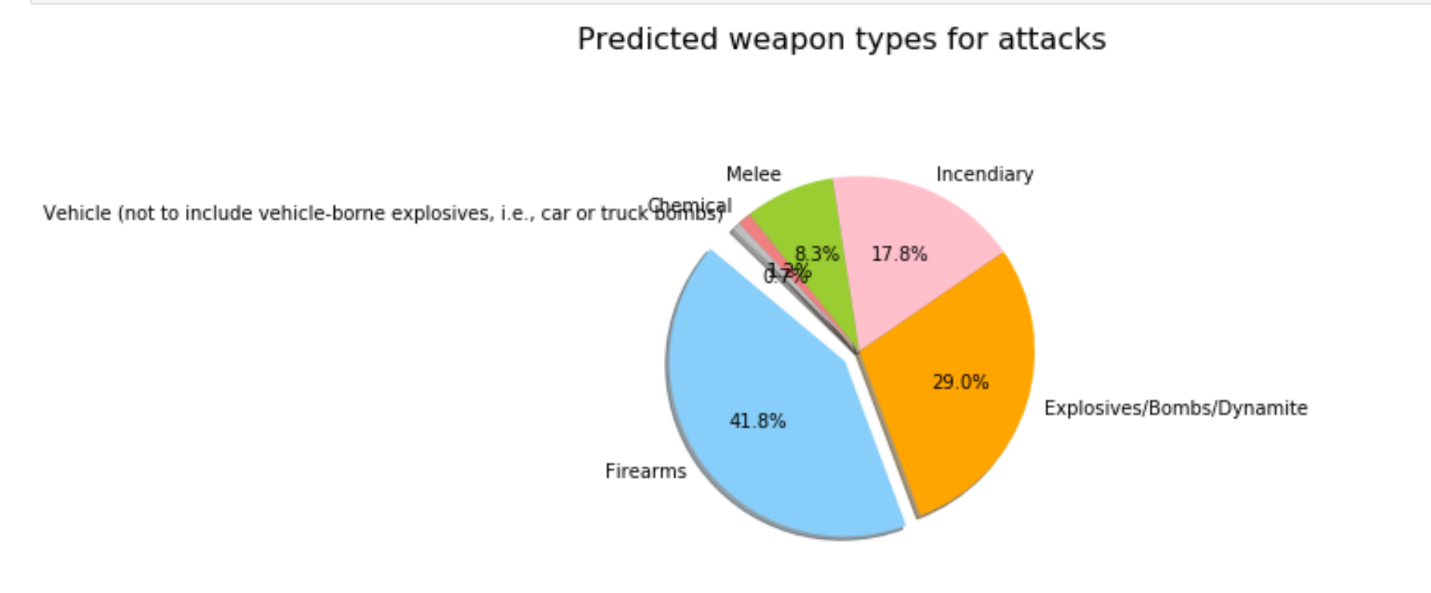 Predicted weapon types for attacks
Melee
Incendiary
Chemical
Vehicle (not to include vehicle-borne explosives, i.e., car or truck bombs)
8.3%
17.8%
0.7%
29.0%
Explosives/Bombs/Dynamite
41.8%
Firearms